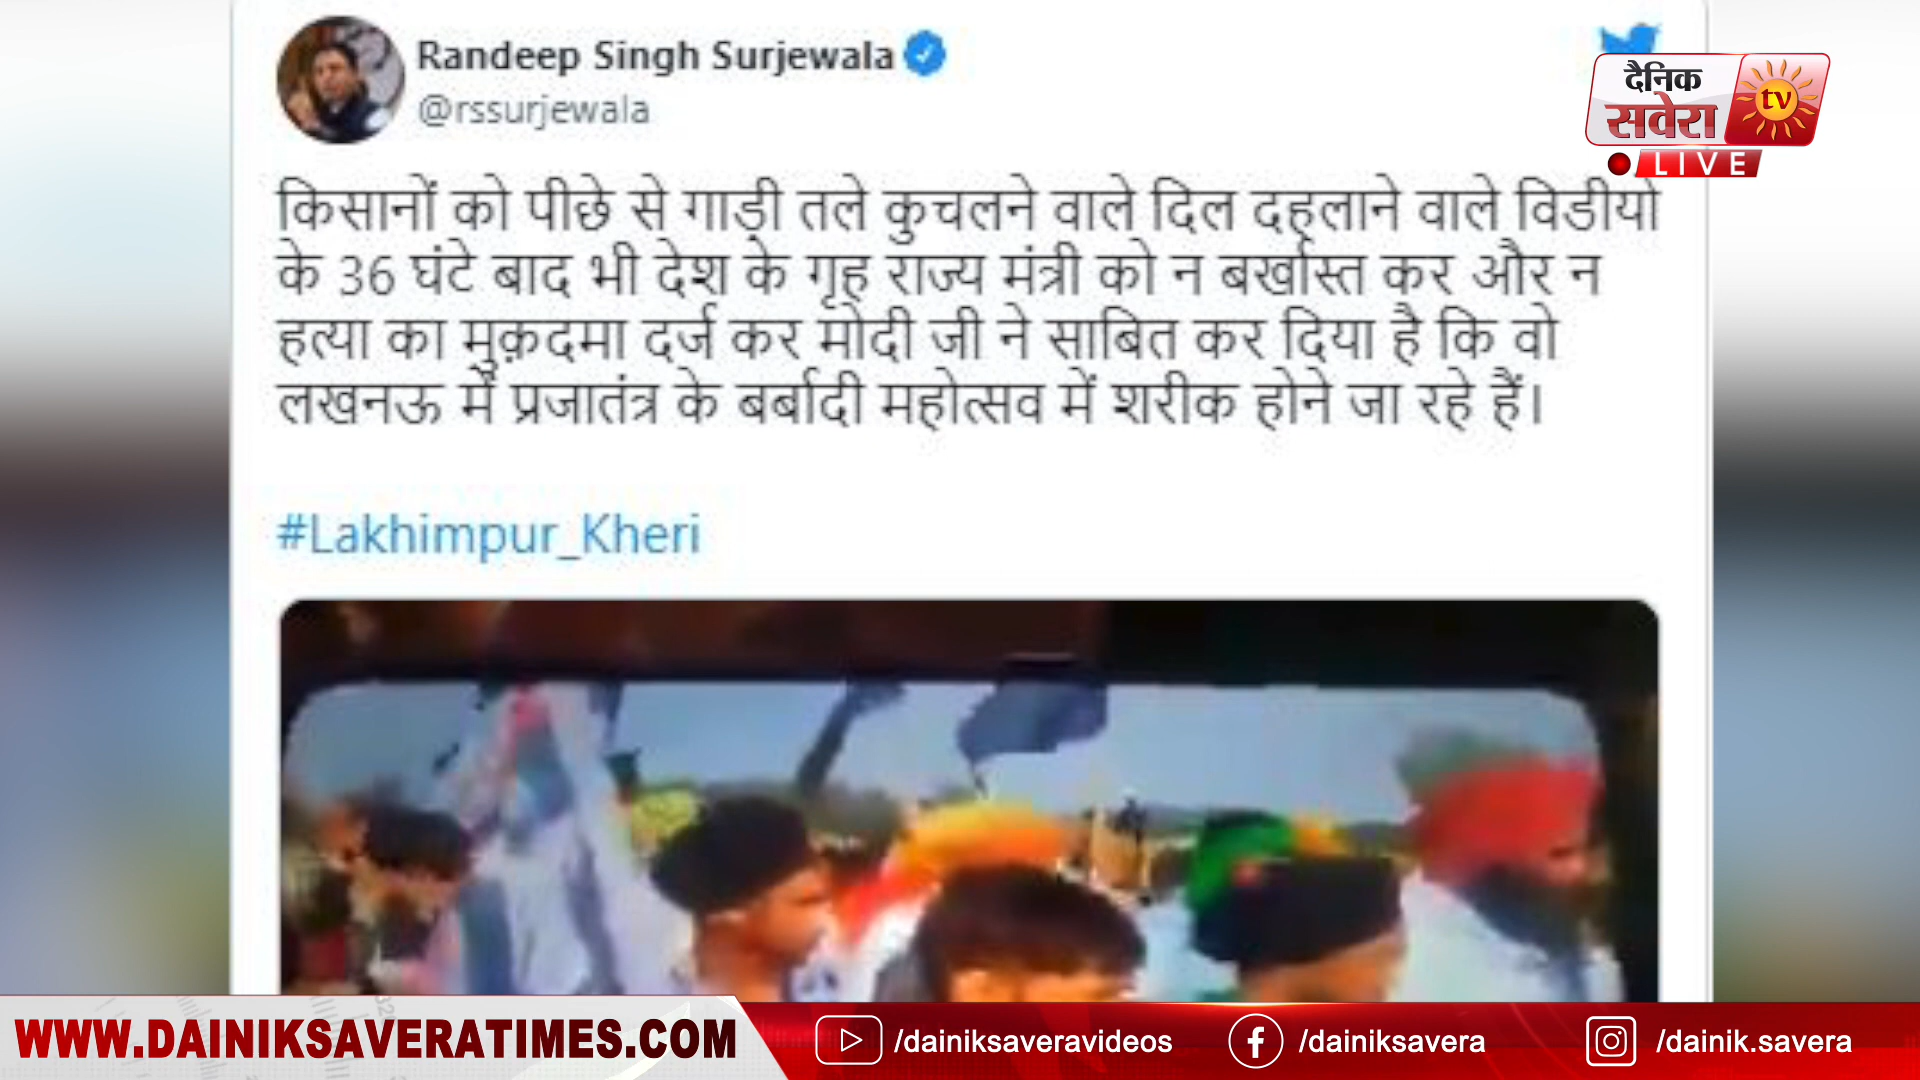 Randeep Singh Surjewala
@rssurjewala
दैनिक
सवेरा
tv
LIVE
किसानों को पीछे से गाड़ी तले कुचलने वाले दिल दहलाने वाले विडीयो
के 36 घंटे बाद भी देश के गृह राज्य मंत्री को न बर्खास्त कर और न
हत्या का मुक़दमा दर्ज कर मोदी जी ने साबित कर दिया है कि वो
लखनऊ में प्रजातंत्र के बर्बादी महोत्सव में शरीक होने जा रहे हैं।
#Lakhimpur_Kheri
WWW.DAINIKSAVERATIMES.COM
/dainiksaveravideos
/dainiksavera
/dainik.savera